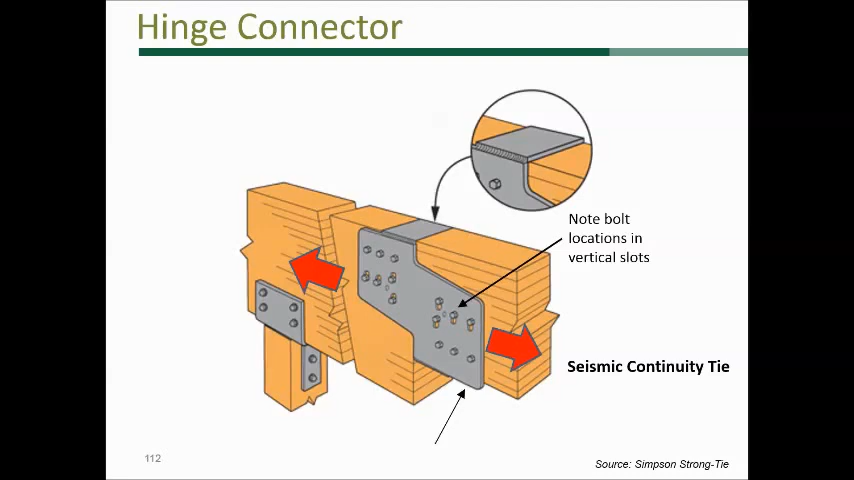 Hinge Connector
Note bolt
locations in
vertical slots
Seismic Continuity Tie
112
Source: Simpson Strong-Tie